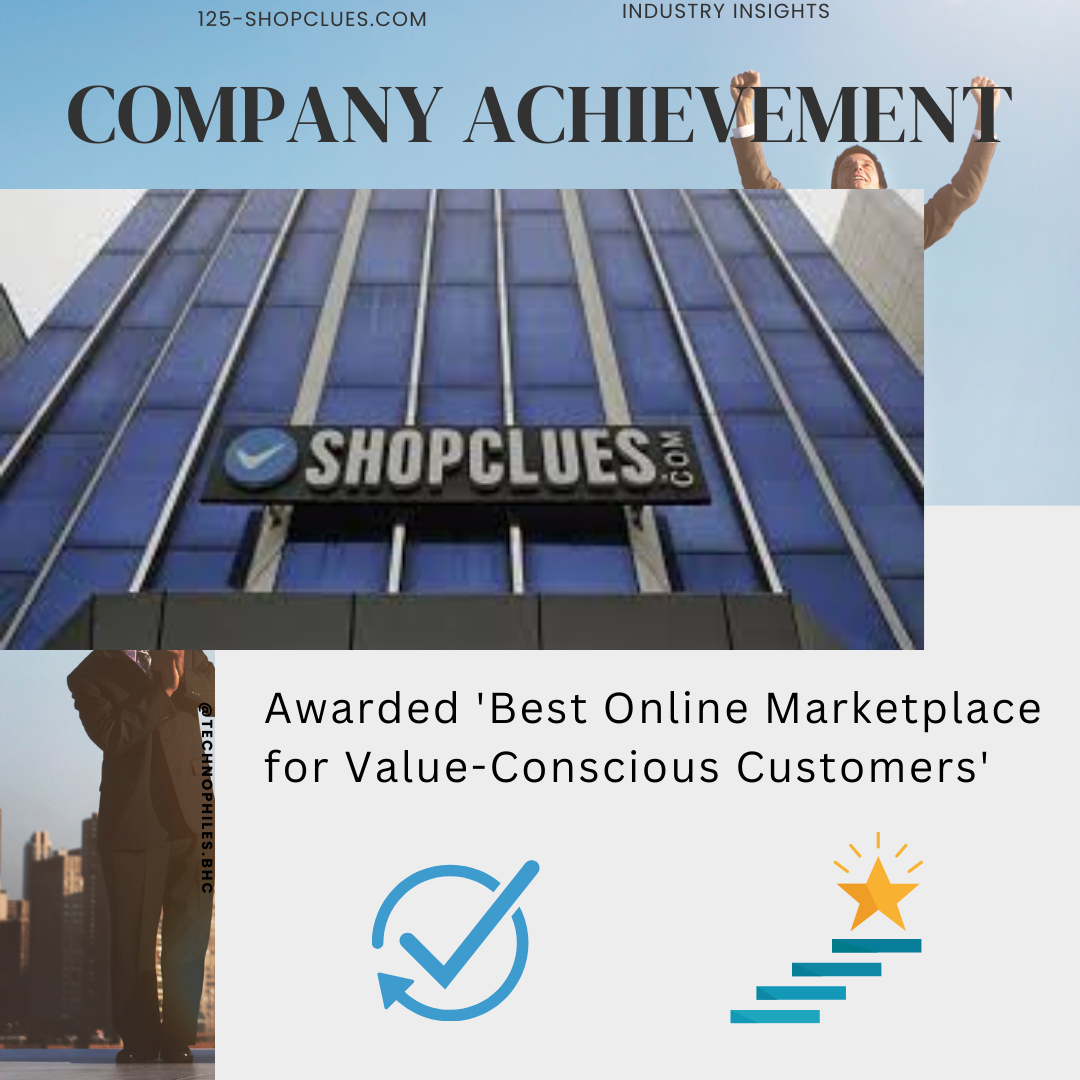 125-SHOPCLUES.COM
INDUSTRY INSIGHTS
COMPANY ACHIEVEMENT
SHOPCLUES.COM
@TECHNOPHILES.BHC
Awarded 'Best Online Marketplace
for Value-Conscious Customers'